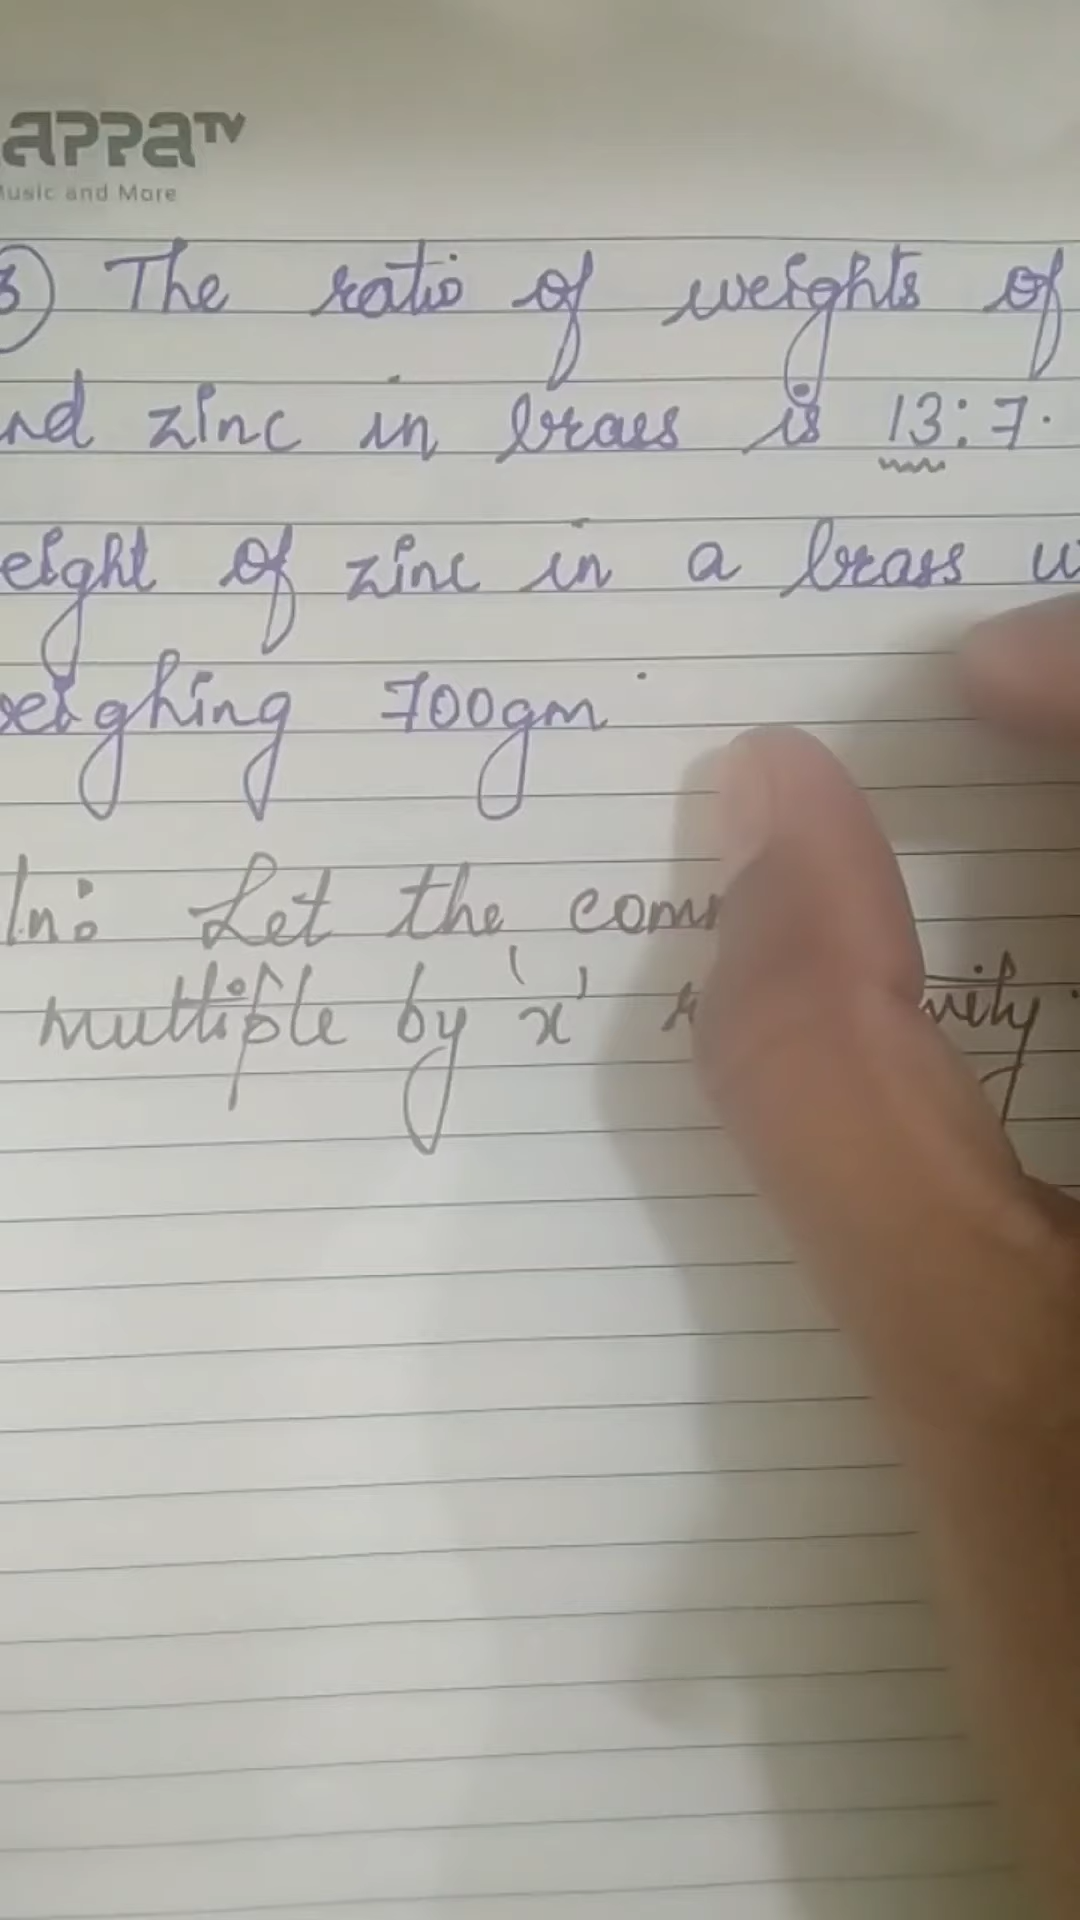 aPPa TV
Music and More
3) The ratio of weights of
nd zinc in brass is 13:7.
eight of zinc in a brass
eighing 700gm
ln: Let the com
multiple by 'x'